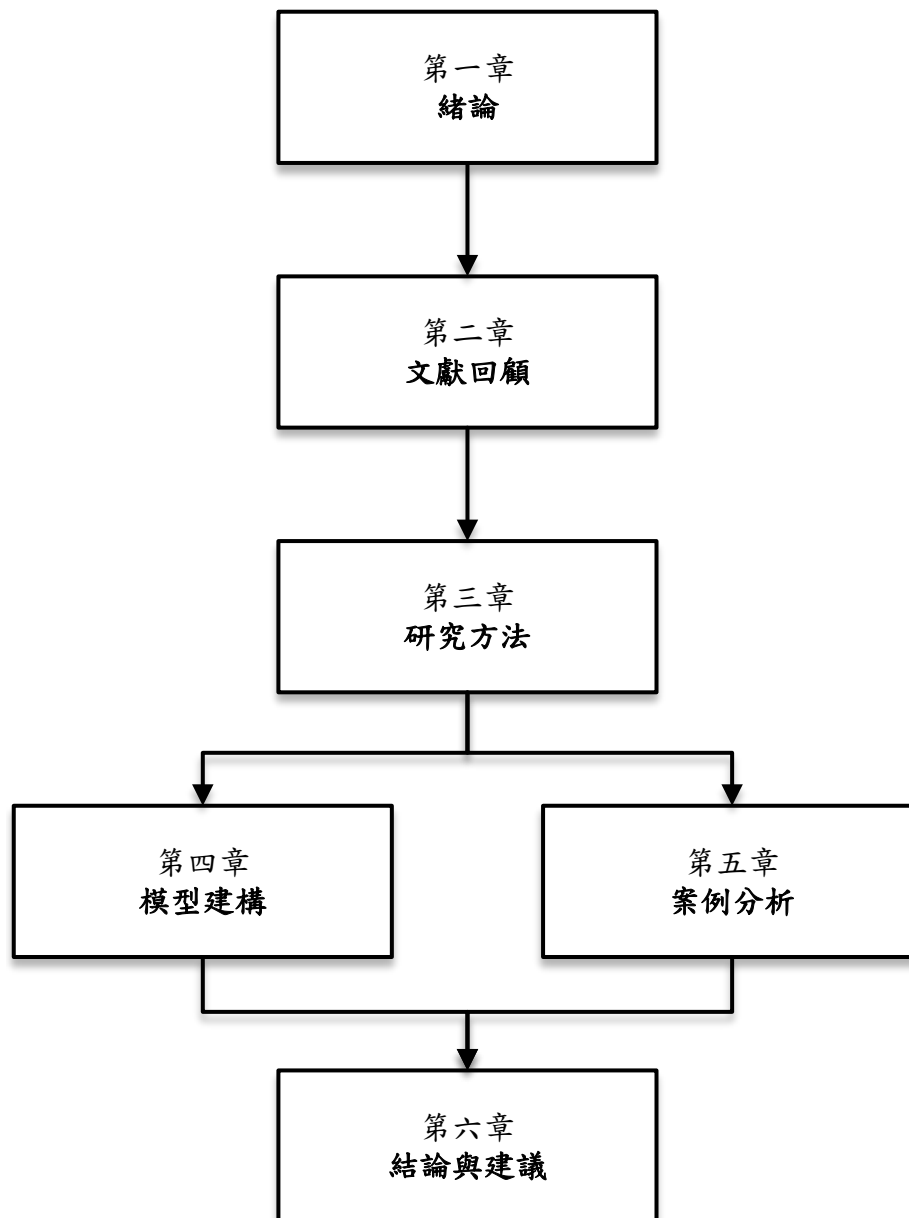 第一章
緒論
第二章
文獻回顧
第三章
研究方法
第四章
模型建構
第五章
案例分析
第六章
結論與建議